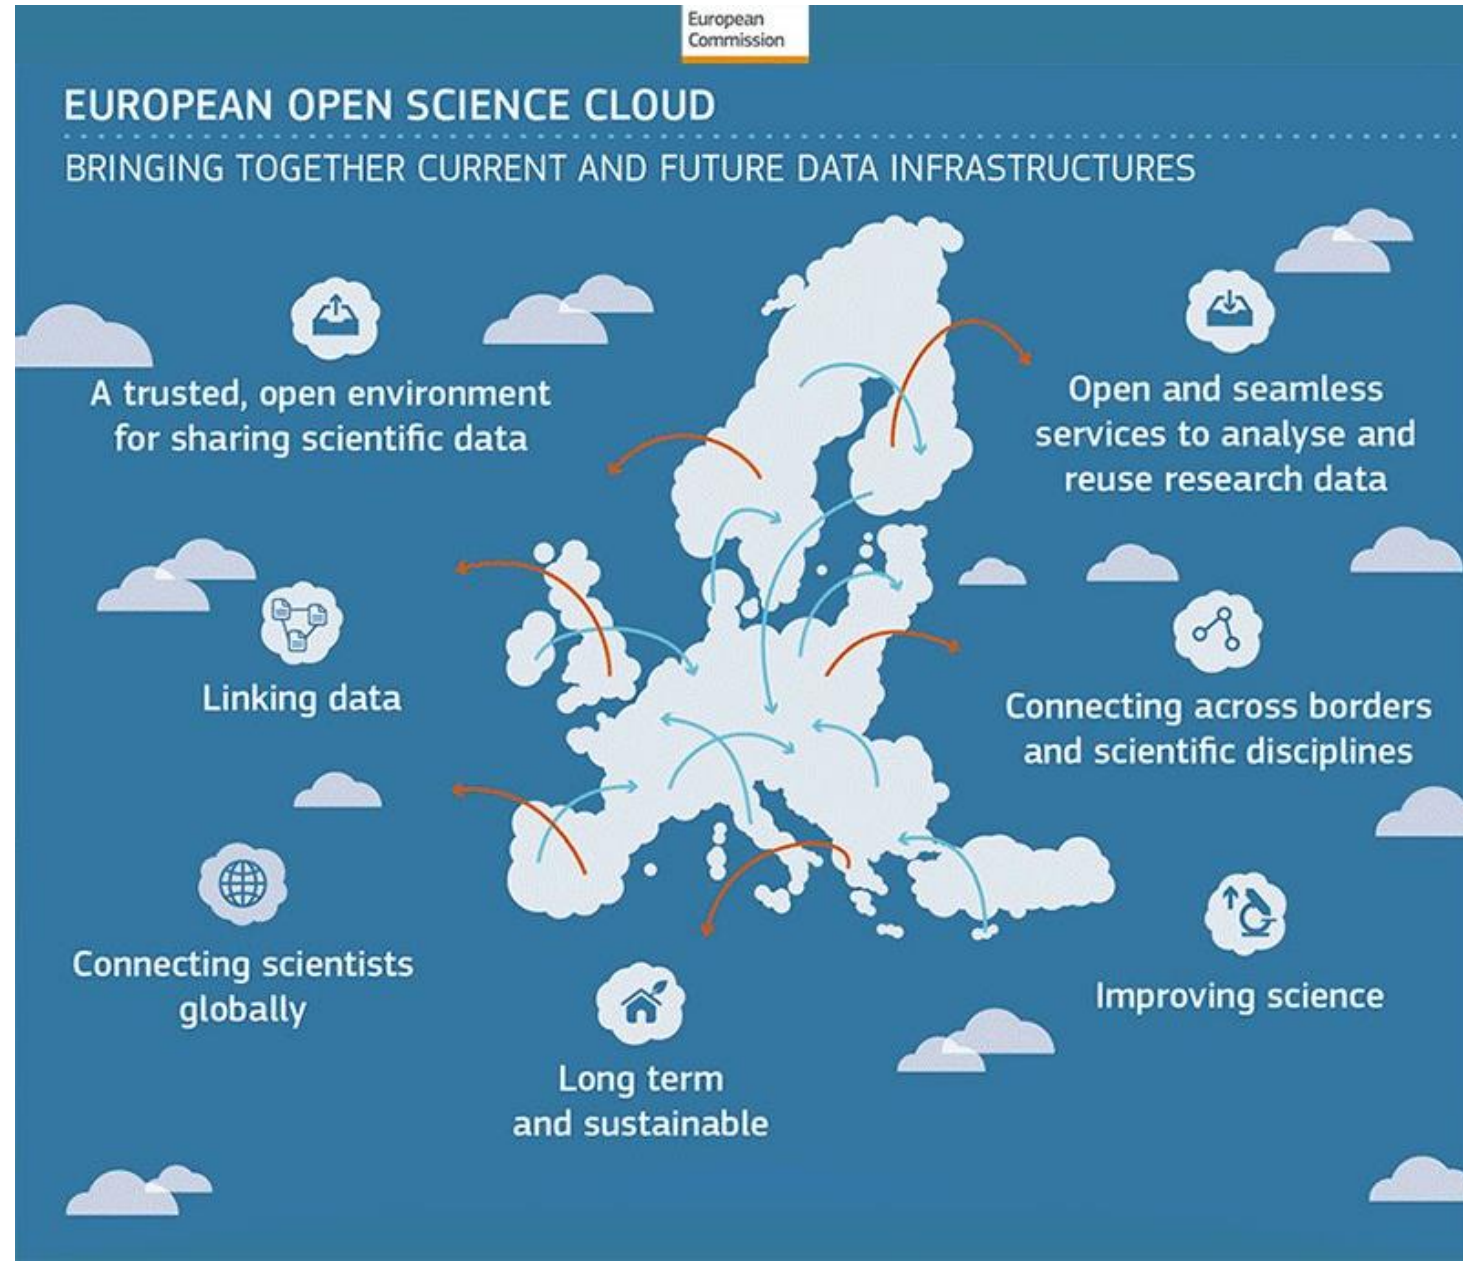 European
Commission
EUROPEAN OPEN SCIENCE CLOUD
BRINGING TOGETHER CURRENT AND FUTURE DATA INFRASTRUCTURES
A trusted, open environment
for sharing scientific data
Open and seamless
services to analyse and
reuse research data
Linking data
Connecting across borders
and scientific disciplines
Connecting scientists
globally
Improving science
Long term
and sustainable